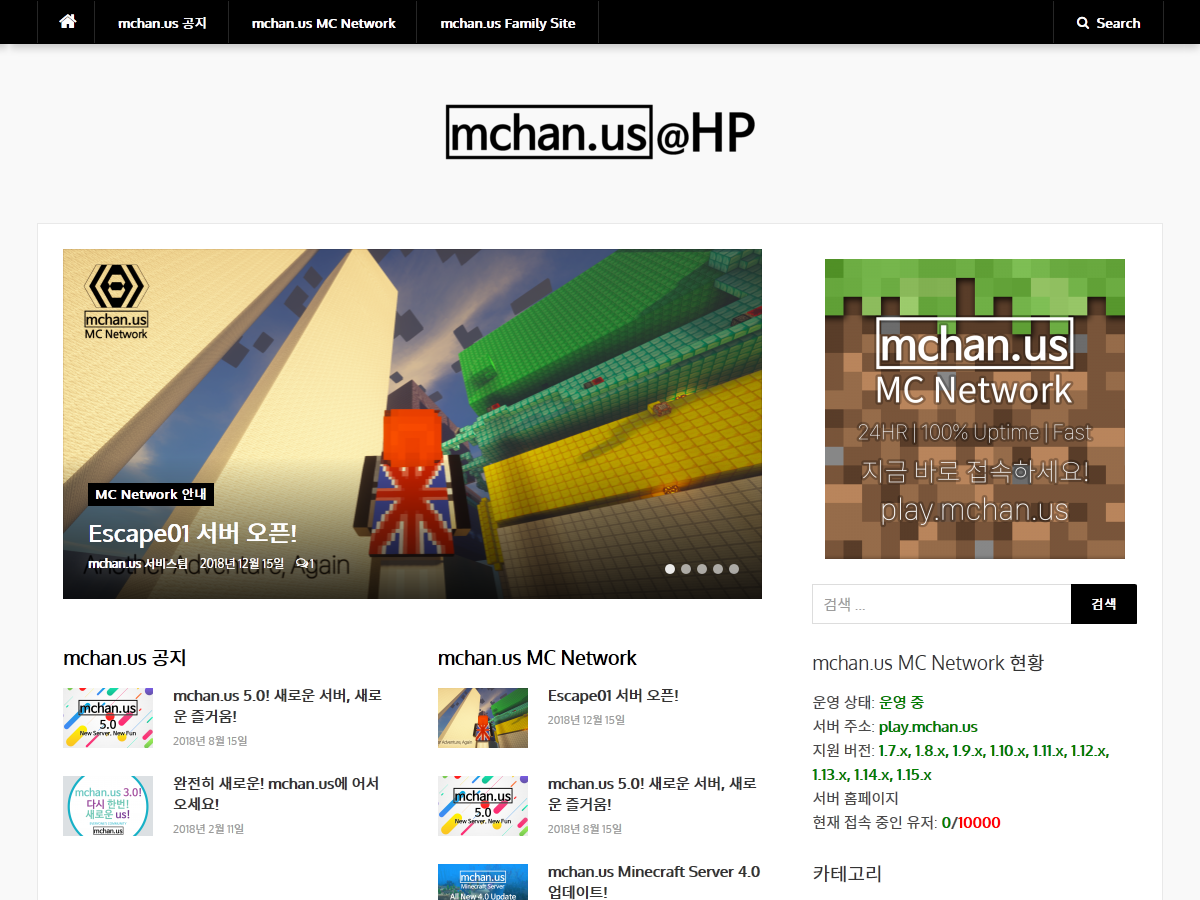 mchan.us 공지
mchan.us MC Network
mchan.us Family Site
Search
mchan.us@HP
mchan.us
MC Network
MC Network 안내
Escape01 서버 오픈!
Another Adventure, Again
mchan.us 서비스팀 2018년 12월 15일 1
mchan.us
MC Network
24HR | 100% Uptime | Fast
지금 바로 접속하세요!
play.mchan.us
검색 ...
검색
mchan.us 공지
mchan.us
5.0
New Server, New Fun
mchan.us 5.0! 새로운 서버, 새로
운 즐거움!
2018년 8월 15일
mchan.us 3.0!
다시 한번!
새로운 us!
mchan.us
완전히 새로운! mchan.us에 어서
오세요!
2018년 2월 11일
mchan.us MC Network
Escape01 서버 오픈!
2018년 12월 15일
mchan.us
5.0
New Server, New Fun
mchan.us 5.0! 새로운 서버, 새로
운 즐거움!
2018년 8월 15일
mchan.us
Minecraft Server
All New 4.0 Update
mchan.us Minecraft Server 4.0
업데이트!
mchan.us MC Network 현황
운영 상태: 운영 중
서버 주소: play.mchan.us
지원 버전: 1.7.x, 1.8.x, 1.9.x, 1.10.x, 1.11.x, 1.12.x,
1.13.x, 1.14.x, 1.15.x
서버 홈페이지
현재 접속 중인 유저: 0/10000
카테고리